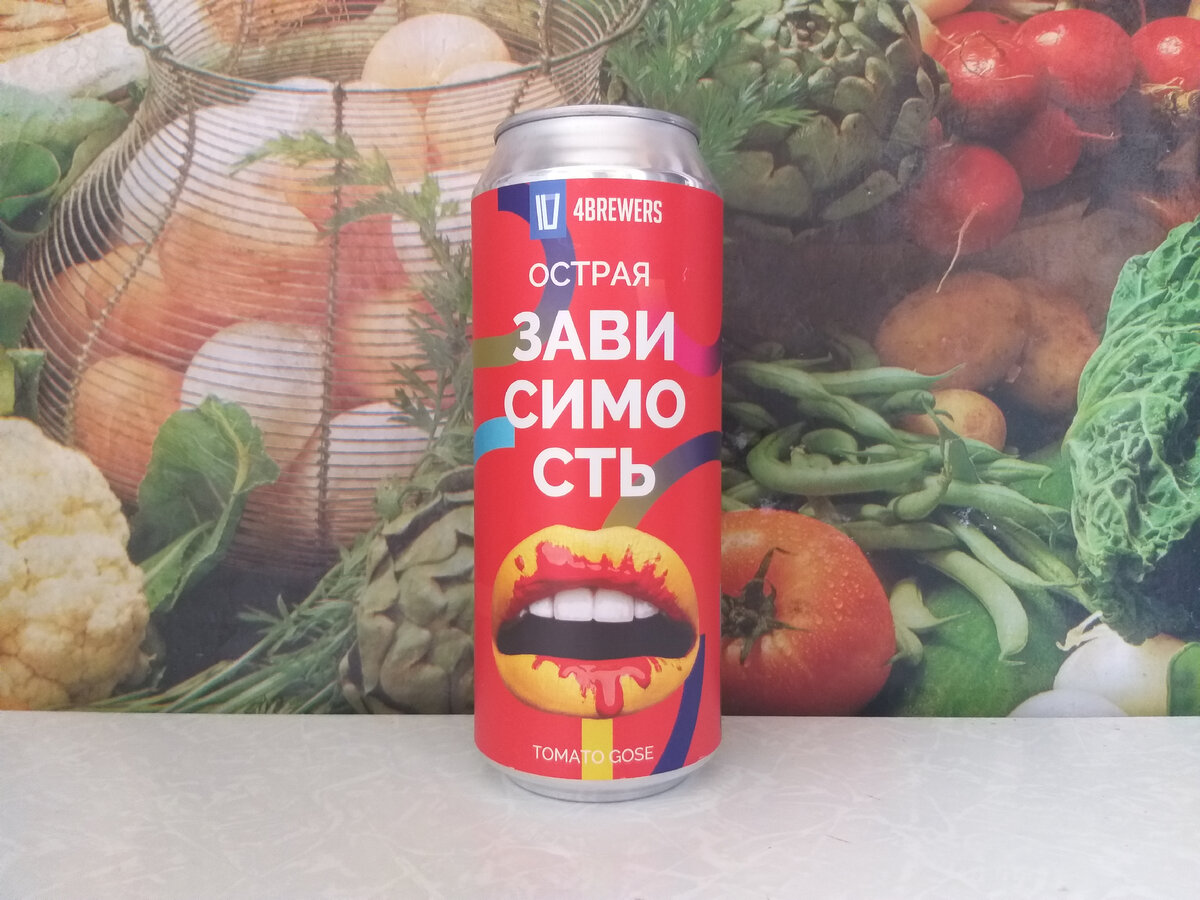 4BREWERS
ОСТРАЯ
ЗАВИ
СИМО
СТЬ
TOMATO GOSE